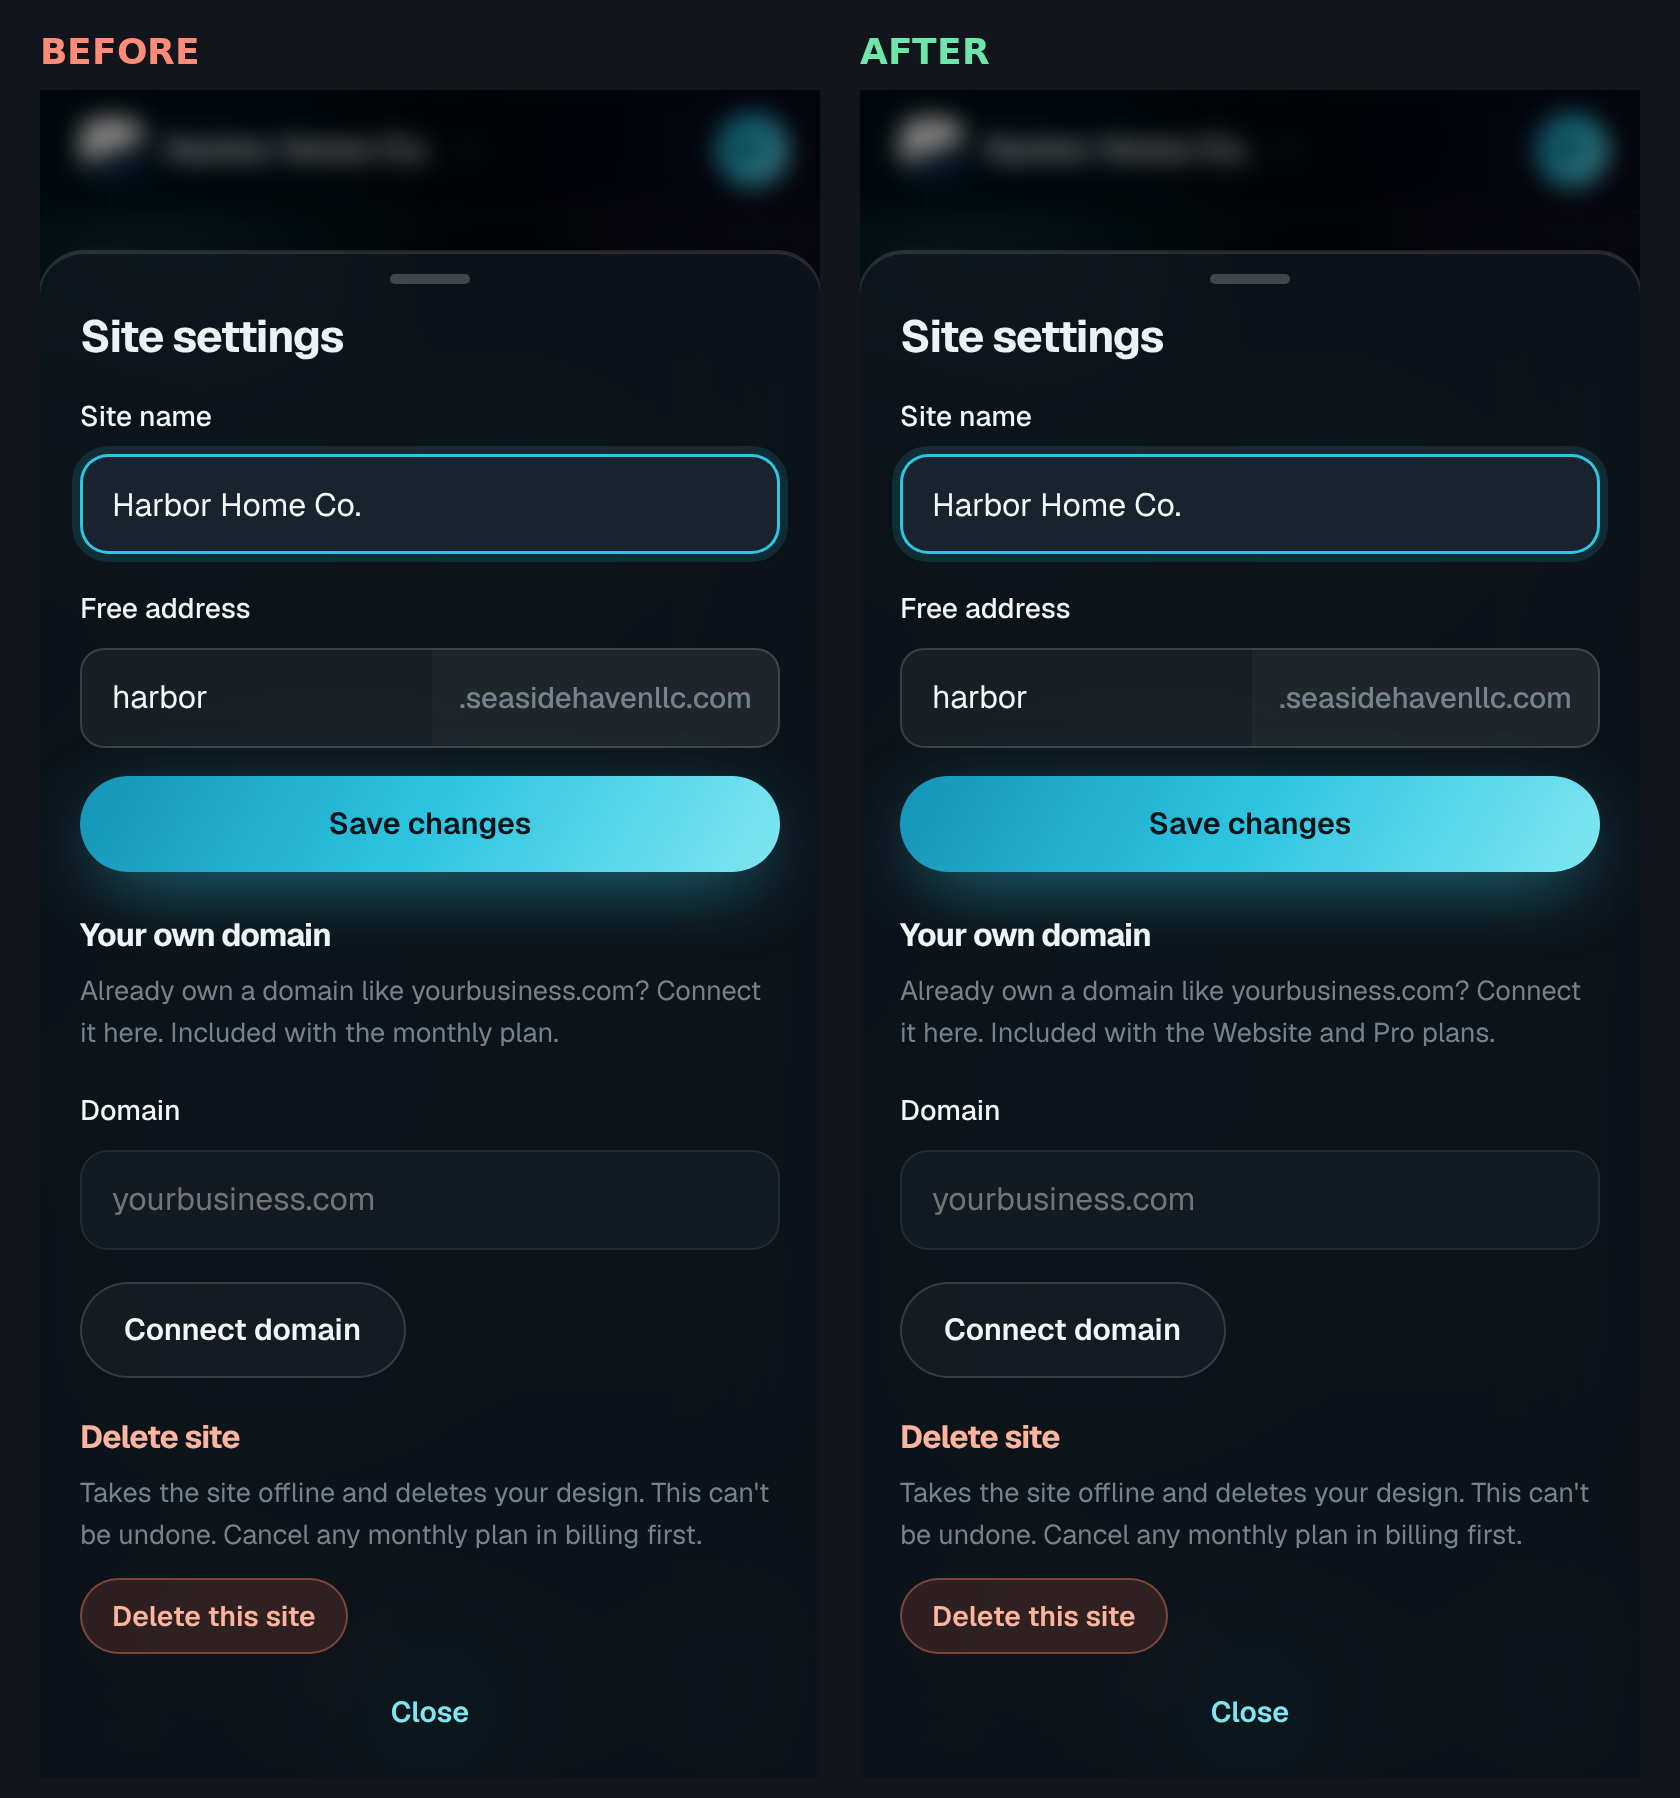 BEFORE
Harbor Home Co.
Site settings
Site name
Harbor Home Co.
Free address
harbor
.seasidehavenllc.com
Save changes
Your own domain
Already own a domain like yourbusiness.com? Connect
it here. Included with the monthly plan.
Domain
yourbusiness.com
Connect domain
Delete site
Takes the site offline and deletes your design. This can't
be undone. Cancel any monthly plan in billing first.
Delete this site
Close
AFTER
Harbor Home Co.
Site settings
Site name
Harbor Home Co.
Free address
harbor
.seasidehavenllc.com
Save changes
Your own domain
Already own a domain like yourbusiness.com? Connect
it here. Included with the Website and Pro plans.
Domain
yourbusiness.com
Connect domain
Delete site
Takes the site offline and deletes your design. This can't
be undone. Cancel any monthly plan in billing first.
Delete this site
Close